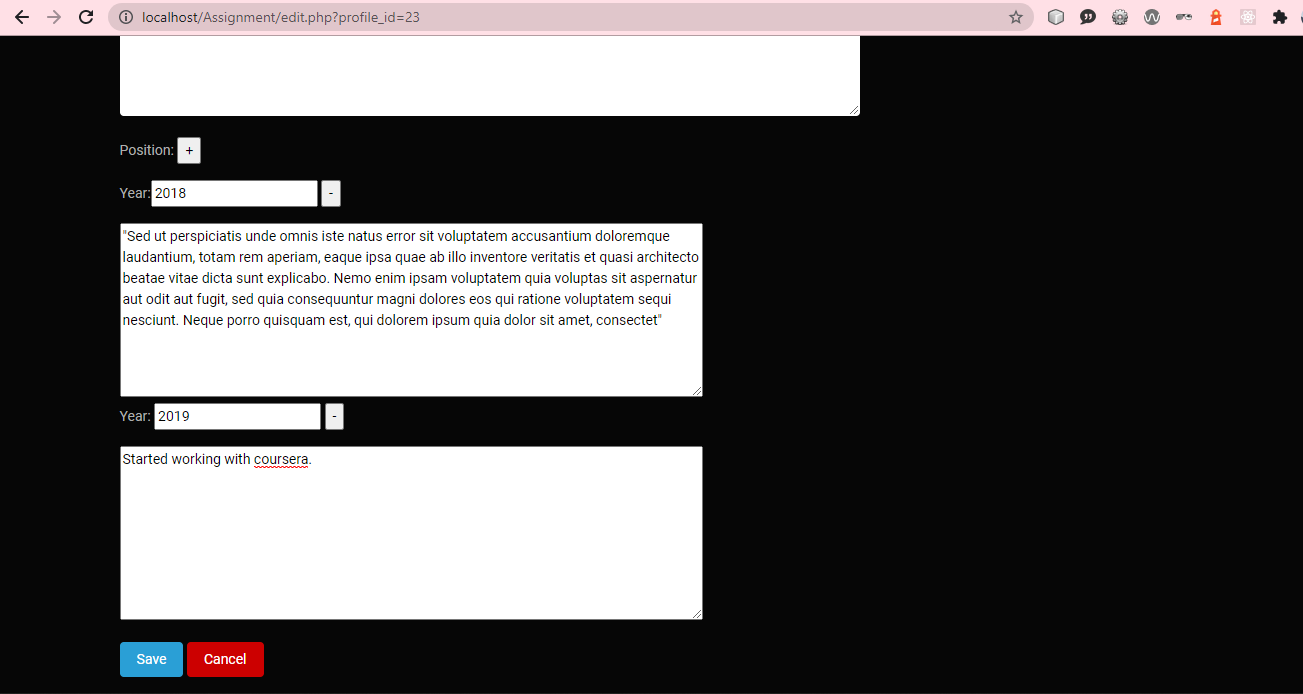 localhost/Assignment/edit.php?profile_id=23
Position: +
Year: 2018 -
"Sed ut perspiciatis unde omnis iste natus error sit voluptatem accusantium doloremque
laudantium, totam rem aperiam, eaque ipsa quae ab illo inventore veritatis et quasi architecto
beatae vitae dicta sunt explicabo. Nemo enim ipsam voluptatem quia voluptas sit aspernatur
aut odit aut fugit, sed quia consequuntur magni dolores eos qui ratione voluptatem sequi
nesciunt. Neque porro quisquam est, qui dolorem ipsum quia dolor sit amet, consectet"
Year: 2019 -
Started working with coursera.
Save Cancel